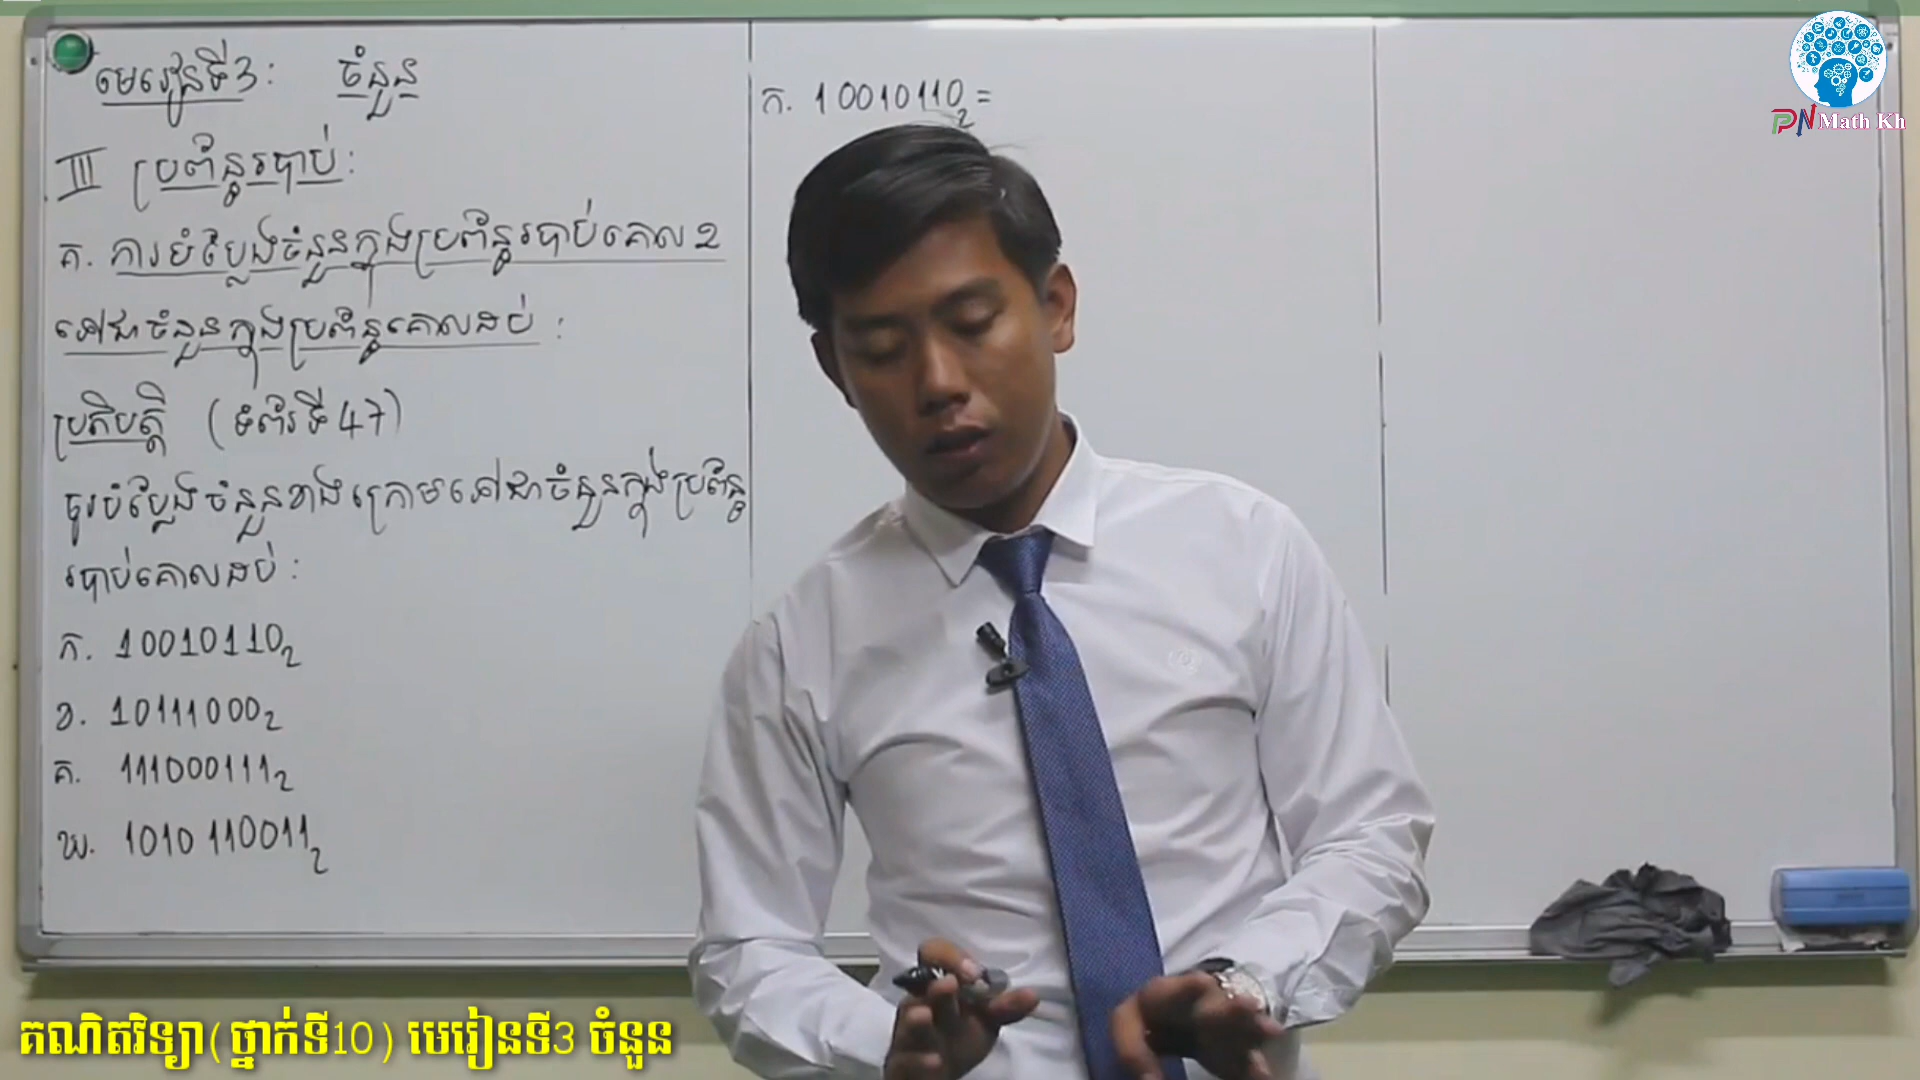 មេរៀនទី3: ចំនួន
III ប្រព័ន្ធរបាប់:
គ. ការបំប្លែងចំនួនក្នុងប្រព័ន្ធរបាប់គោល 2
ទៅជាចំនួនក្នុងប្រព័ន្ធគោលដប់ :
ប្រតិបត្តិ (ទំព័រទី 47)
ចូរបំប្លែងចំនួនខាងក្រោមទៅជាចំនួនក្នុងប្រព័ន្ធ
របាប់គោលដប់ :
ក. 10010110₂
ខ. 10111000₂
គ. 111000111₂
ឃ. 1010 110011₂
ក. 10010110₂ =
PN Math Kh
គណិតវិទ្យា(ថ្នាក់ទី10) មេរៀនទី3 ចំនួន